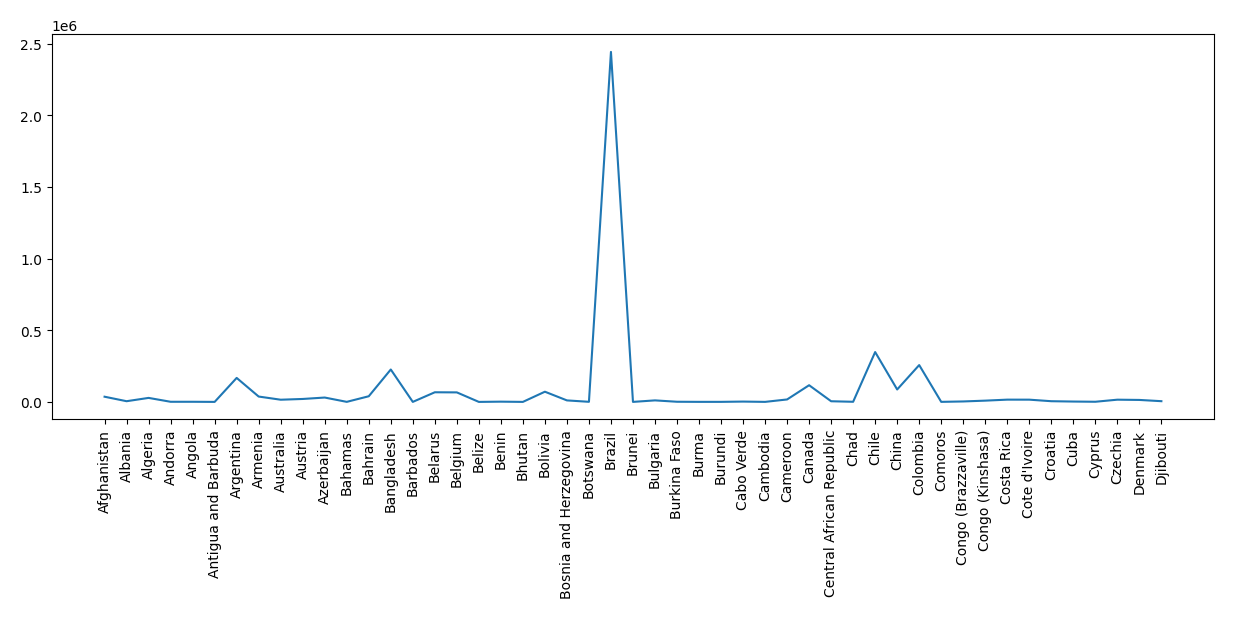 1e6
2.5
2.0
1.5
1.0
0.5
0.0
Afghanistan
Albania
Algeria
Andorra
Angola
Antigua and Barbuda
Argentina
Armenia
Australia
Austria
Azerbaijan
Bahamas
Bahrain
Bangladesh
Barbados
Belarus
Belgium
Belize
Benin
Bhutan
Bolivia
Bosnia and Herzegovina
Botswana
Brazil
Brunei
Bulgaria
Burkina Faso
Burma
Burundi
Cabo Verde
Cambodia
Cameroon
Canada
Central African Republic
Chad
Chile
China
Colombia
Comoros
Congo (Brazzaville)
Congo (Kinshasa)
Costa Rica
Cote d'Ivoire
Croatia
Cuba
Cyprus
Czechia
Denmark
Djibouti